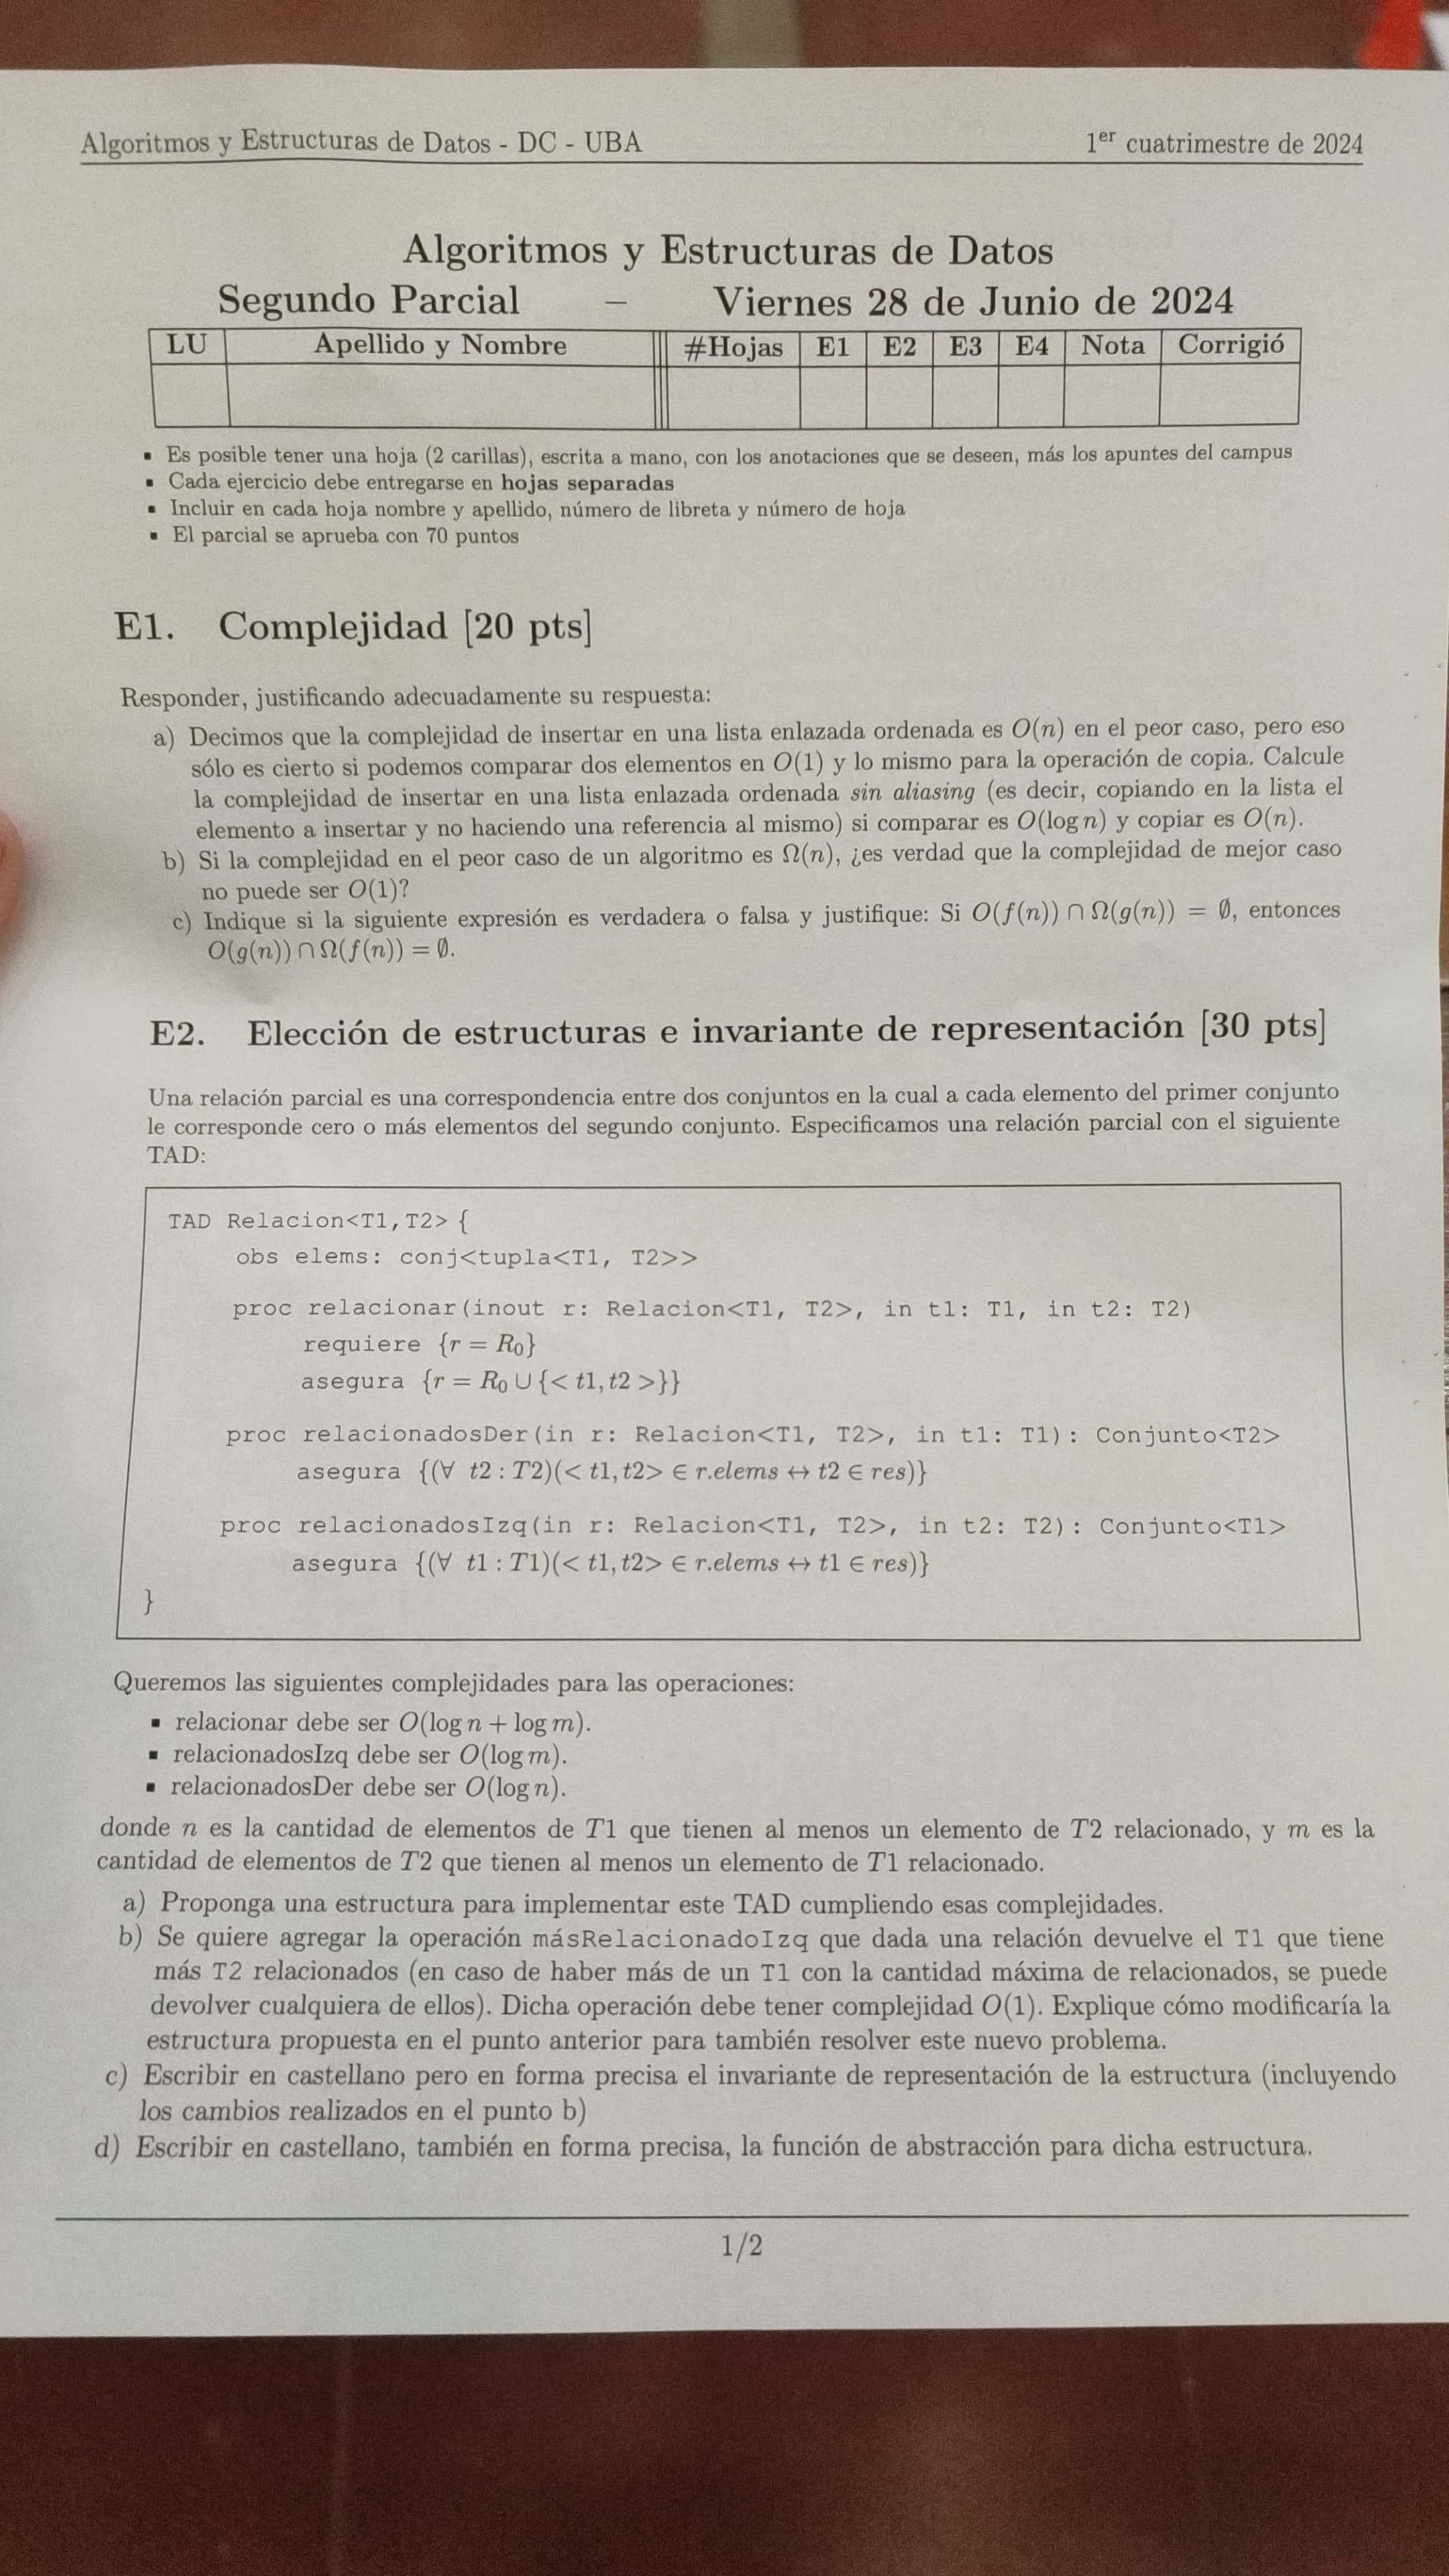 Algoritmos y Estructuras de Datos - DC - UBA 1er cuatrimestre de 2024
Algoritmos y Estructuras de Datos
Segundo Parcial – Viernes 28 de Junio de 2024
LU Apellido y Nombre #Hojas E1 E2 E3 E4 Nota Corrigió
▪ Es posible tener una hoja (2 carillas), escrita a mano, con los anotaciones que se deseen, más los apuntes del campus
▪ Cada ejercicio debe entregarse en hojas separadas
▪ Incluir en cada hoja nombre y apellido, número de libreta y número de hoja
▪ El parcial se aprueba con 70 puntos
E1. Complejidad [20 pts]
Responder, justificando adecuadamente su respuesta:
a) Decimos que la complejidad de insertar en una lista enlazada ordenada es O(n) en el peor caso, pero eso
sólo es cierto si podemos comparar dos elementos en O(1) y lo mismo para la operación de copia. Calcule
la complejidad de insertar en una lista enlazada ordenada sin aliasing (es decir, copiando en la lista el
elemento a insertar y no haciendo una referencia al mismo) si comparar es O(log n) y copiar es O(n).
b) Si la complejidad en el peor caso de un algoritmo es Ω(n), ¿es verdad que la complejidad de mejor caso
no puede ser O(1)?
c) Indique si la siguiente expresión es verdadera o falsa y justifique: Si O(f(n)) ∩ Ω(g(n)) = ∅, entonces
O(g(n)) ∩ Ω(f(n)) = ∅.
E2. Elección de estructuras e invariante de representación [30 pts]
Una relación parcial es una correspondencia entre dos conjuntos en la cual a cada elemento del primer conjunto
le corresponde cero o más elementos del segundo conjunto. Especificamos una relación parcial con el siguiente
TAD:
TAD Relacion<T1,T2> {
obs elems: conj<tupla<T1, T2>>
proc relacionar(inout r: Relacion<T1, T2>, in t1: T1, in t2: T2)
requiere {r = R₀}
asegura {r = R₀ ∪ {< t1, t2 >}}
proc relacionadosDer(in r: Relacion<T1, T2>, in t1: T1): Conjunto<T2>
asegura {(∀ t2 : T2)(< t1, t2> ∈ r.elems ↔ t2 ∈ res)}
proc relacionadosIzq(in r: Relacion<T1, T2>, in t2: T2): Conjunto<T1>
asegura {(∀ t1 : T1)(< t1, t2> ∈ r.elems ↔ t1 ∈ res)}
}
Queremos las siguientes complejidades para las operaciones:
▪ relacionar debe ser O(log n + log m).
▪ relacionadosIzq debe ser O(log m).
▪ relacionadosDer debe ser O(log n).
donde n es la cantidad de elementos de T1 que tienen al menos un elemento de T2 relacionado, y m es la
cantidad de elementos de T2 que tienen al menos un elemento de T1 relacionado.
a) Proponga una estructura para implementar este TAD cumpliendo esas complejidades.
b) Se quiere agregar la operación másRelacionadoIzq que dada una relación devuelve el T1 que tiene
más T2 relacionados (en caso de haber más de un T1 con la cantidad máxima de relacionados, se puede
devolver cualquiera de ellos). Dicha operación debe tener complejidad O(1). Explique cómo modificaría la
estructura propuesta en el punto anterior para también resolver este nuevo problema.
c) Escribir en castellano pero en forma precisa el invariante de representación de la estructura (incluyendo
los cambios realizados en el punto b)
d) Escribir en castellano, también en forma precisa, la función de abstracción para dicha estructura.
1/2